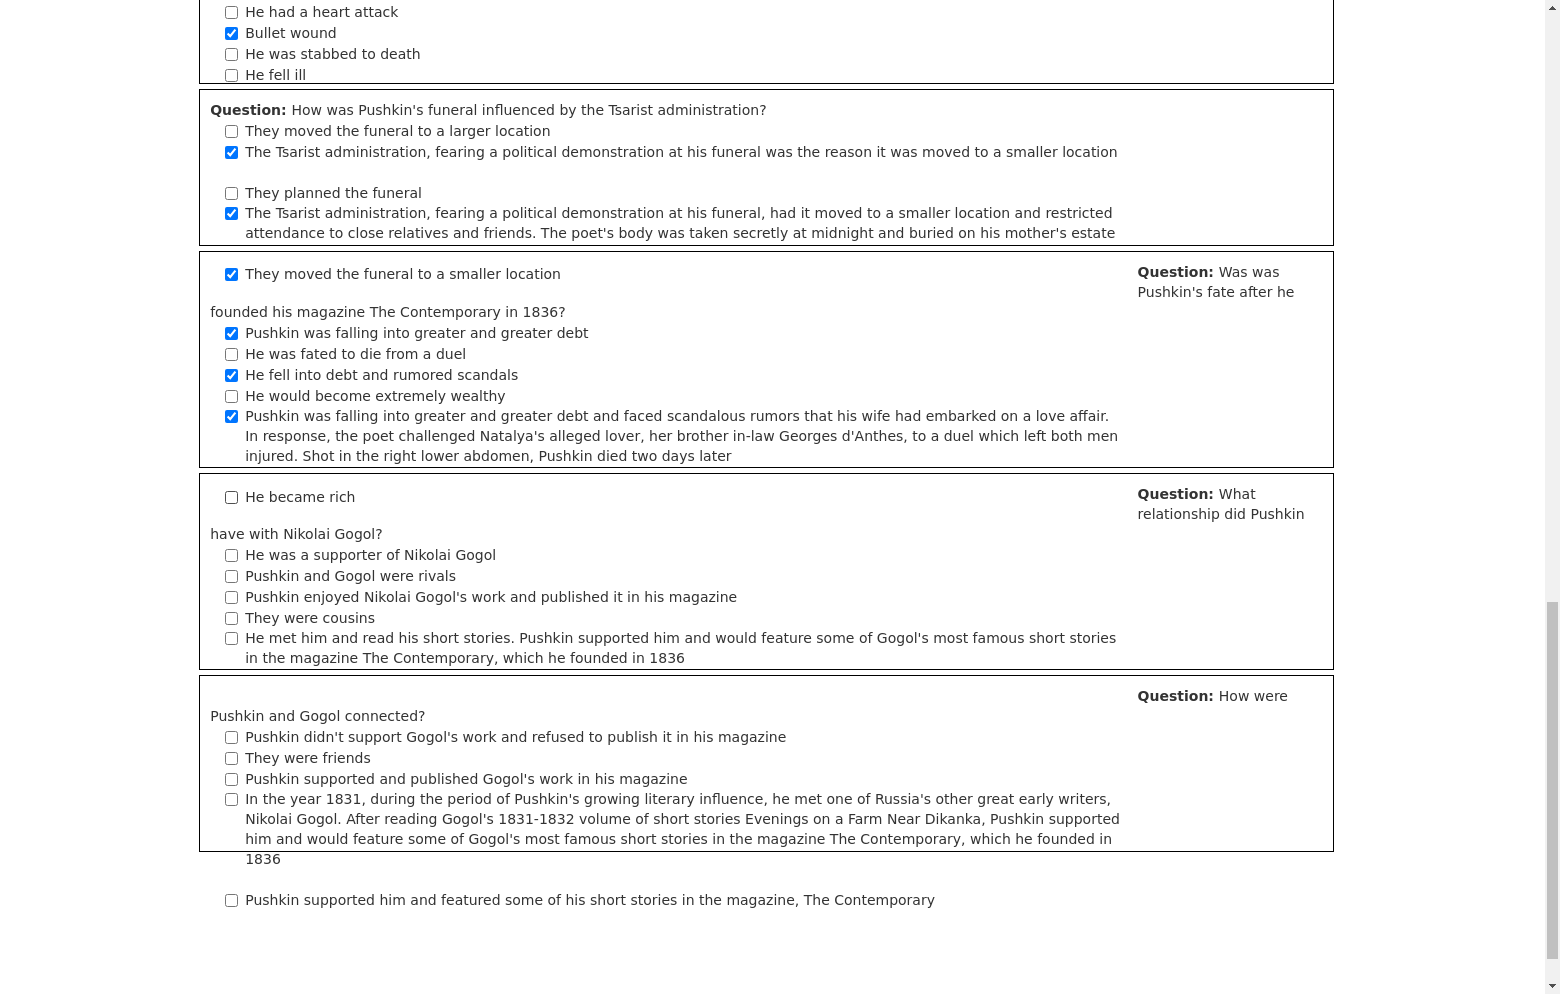 He had a heart attack
Bullet wound
He was stabbed to death
He fell ill
Question: How was Pushkin's funeral influenced by the Tsarist administration?
They moved the funeral to a larger location
The Tsarist administration, fearing a political demonstration at his funeral was the reason it was moved to a smaller location
They planned the funeral
The Tsarist administration, fearing a political demonstration at his funeral, had it moved to a smaller location and restricted
attendance to close relatives and friends. The poet's body was taken secretly at midnight and buried on his mother's estate
They moved the funeral to a smaller location
Question: Was was
Pushkin's fate after he
founded his magazine The Contemporary in 1836?
Pushkin was falling into greater and greater debt
He was fated to die from a duel
He fell into debt and rumored scandals
He would become extremely wealthy
Pushkin was falling into greater and greater debt and faced scandalous rumors that his wife had embarked on a love affair.
In response, the poet challenged Natalya's alleged lover, her brother in-law Georges d'Anthes, to a duel which left both men
injured. Shot in the right lower abdomen, Pushkin died two days later
He became rich
Question: What
relationship did Pushkin
have with Nikolai Gogol?
He was a supporter of Nikolai Gogol
Pushkin and Gogol were rivals
Pushkin enjoyed Nikolai Gogol's work and published it in his magazine
They were cousins
He met him and read his short stories. Pushkin supported him and would feature some of Gogol's most famous short stories
in the magazine The Contemporary, which he founded in 1836
Question: How were
Pushkin and Gogol connected?
Pushkin didn't support Gogol's work and refused to publish it in his magazine
They were friends
Pushkin supported and published Gogol's work in his magazine
In the year 1831, during the period of Pushkin's growing literary influence, he met one of Russia's other great early writers,
Nikolai Gogol. After reading Gogol's 1831-1832 volume of short stories Evenings on a Farm Near Dikanka, Pushkin supported
him and would feature some of Gogol's most famous short stories in the magazine The Contemporary, which he founded in
1836
Pushkin supported him and featured some of his short stories in the magazine, The Contemporary